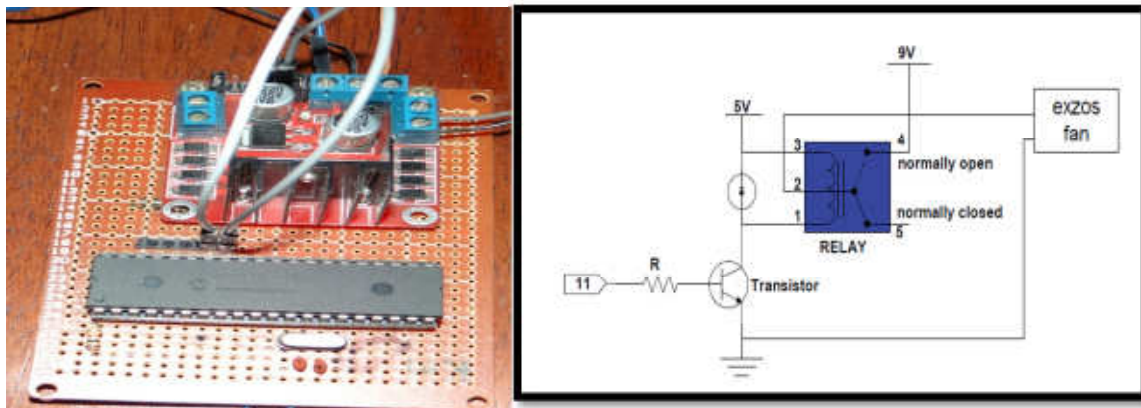 9V
5V
exzos
fan
3
4
normally open
2
normally closed
1
5
RELAY
11
R
Transistor